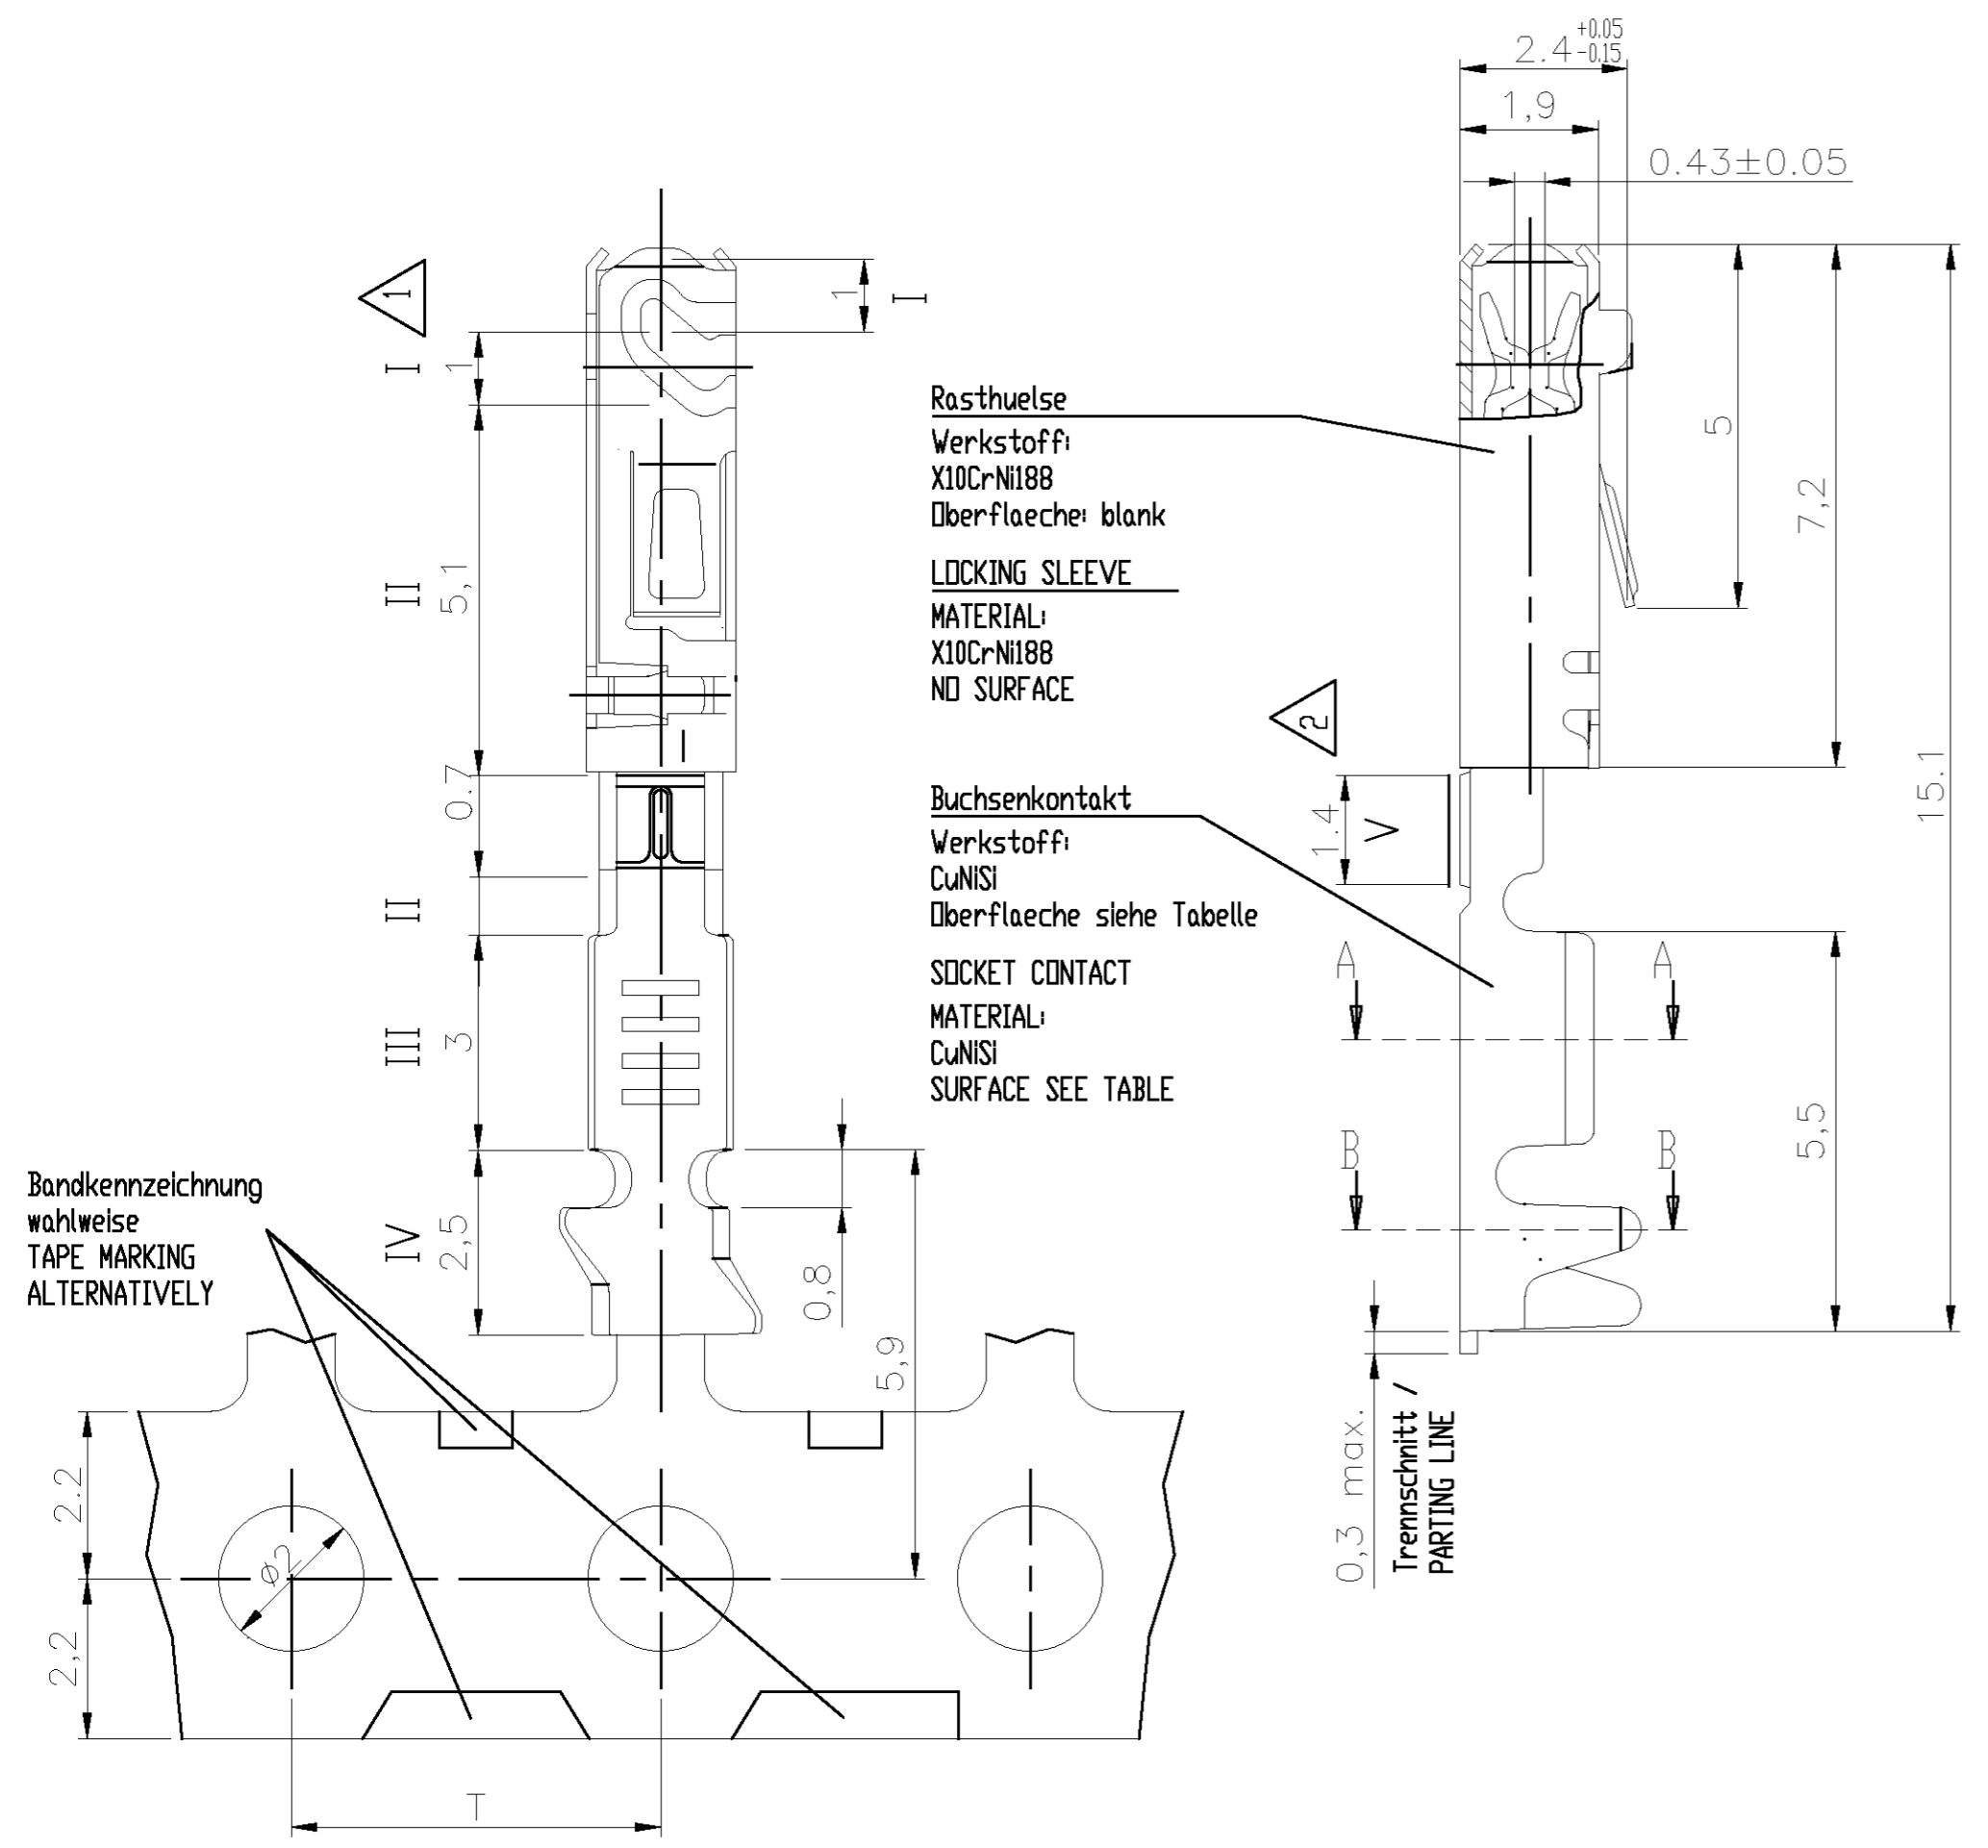 2.4 +0.05 -0.15
1,9
0.43±0.05
1
1
I
I
1
5
7,2
15.1
Rasthuelse
Werkstoff:
X10CrNi188
Oberflaeche: blank
LOCKING SLEEVE
MATERIAL:
X10CrNi188
NO SURFACE
II
5,1
0.7
2
1.4
V
Buchsenkontakt
Werkstoff:
CuNiSi
Oberflaeche siehe Tabelle
SOCKET CONTACT
MATERIAL:
CuNiSi
SURFACE SEE TABLE
II
III
3
A
A
B
B
5,5
Bandkennzeichnung
wahlweise
TAPE MARKING
ALTERNATIVELY
IV
2,5
0,8
5,9
0,3 max.
Trennschnitt /
PARTING LINE
2.2
2,2
ø2
T